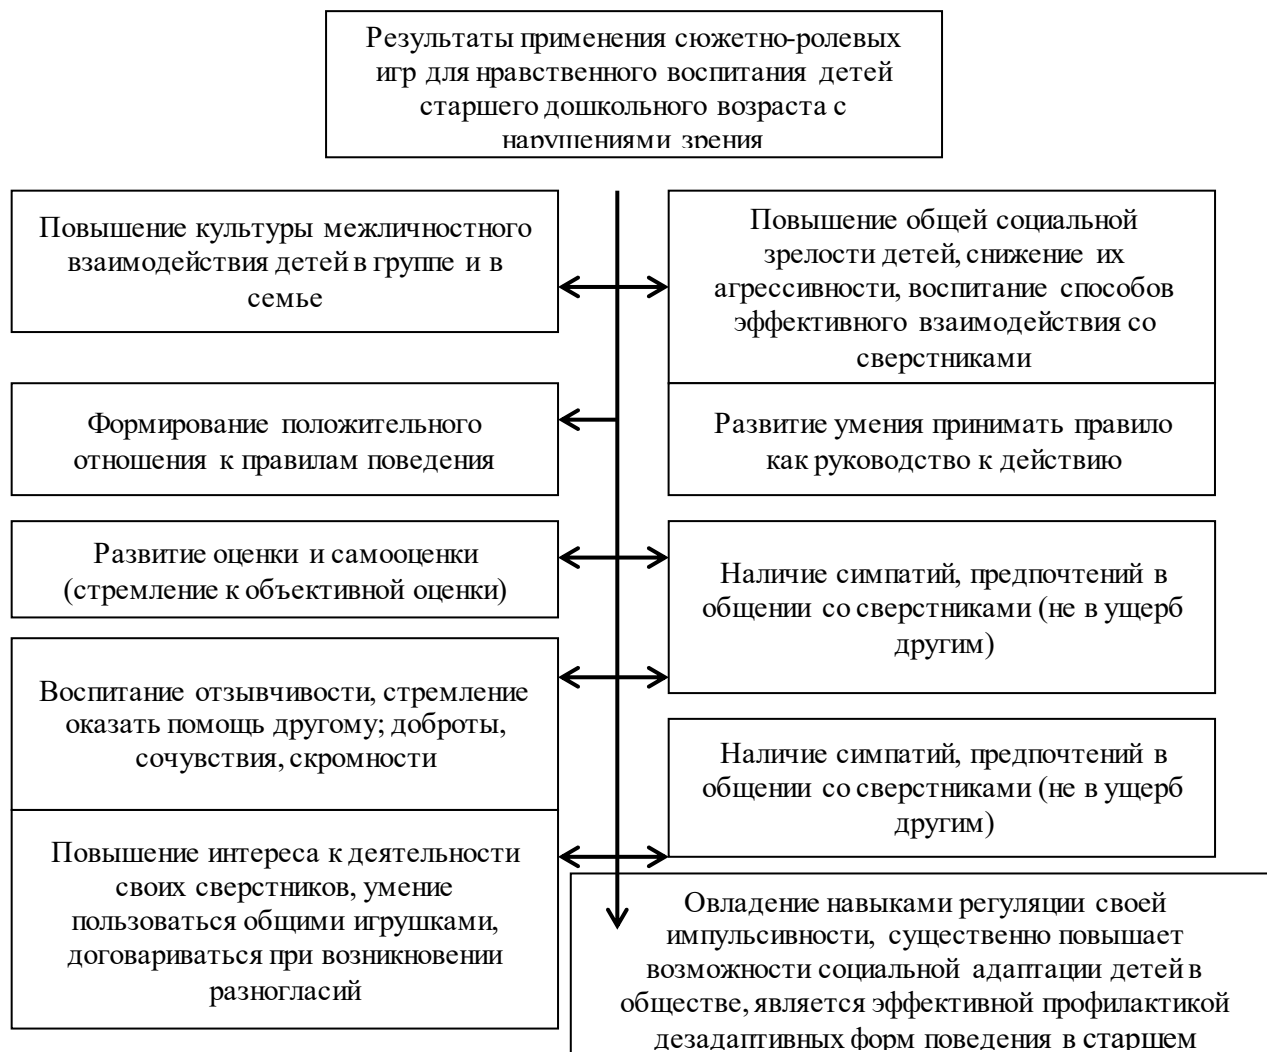 Результаты применения сюжетно-ролевых
игр для нравственного воспитания детей
старшего дошкольного возраста с
нарушениями зрения
Повышение культуры межличностного
взаимодействия детей в группе и в
семье
Повышение общей социальной
зрелости детей, снижение их
агрессивности, воспитание способов
эффективного взаимодействия со
сверстниками
Формирование положительного
отношения к правилам поведения
Развитие умения принимать правило
как руководство к действию
Развитие оценки и самооценки
(стремление к объективной оценки)
Наличие симпатий, предпочтений в
общении со сверстниками (не в ущерб
другим)
Воспитание отзывчивости, стремление
оказать помощь другому; доброты,
сочувствия, скромности
Наличие симпатий, предпочтений в
общении со сверстниками (не в ущерб
другим)
Повышение интереса к деятельности
своих сверстников, умение
пользоваться общими игрушками,
договариваться при возникновении
разногласий
Овладение навыками регуляции своей
импульсивности, существенно повышает
возможности социальной адаптации детей в
обществе, является эффективной профилактикой
дезадаптивных форм поведения в старшем